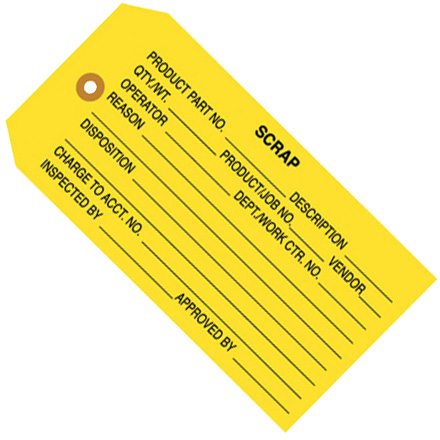 SCRAP
PRODUCT PART NO. DESCRIPTION
QTY./WT. PRODUCT/JOB NO. VENDOR
OPERATOR DEPT./WORK CTR. NO.
REASON
DISPOSITION
CHARGE TO ACCT. NO.
INSPECTED BY APPROVED BY